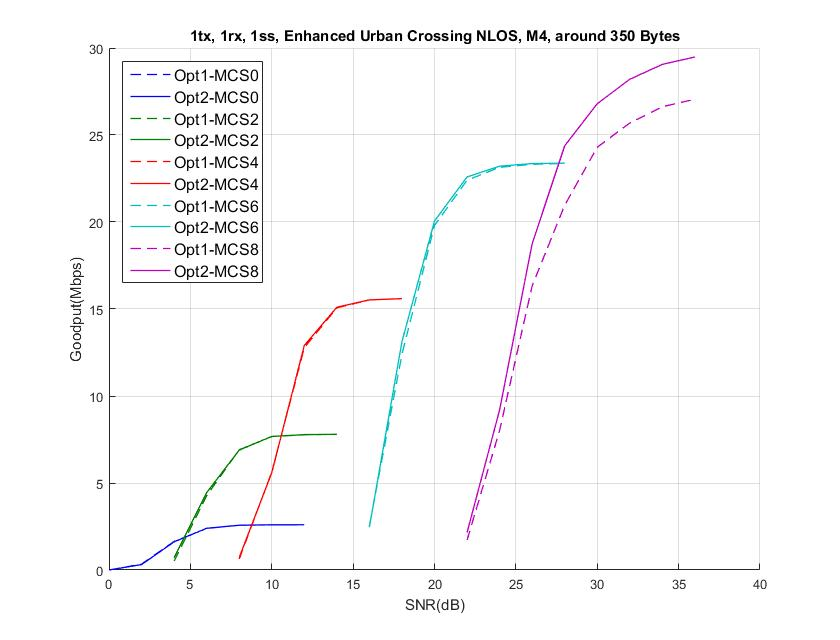 1tx, 1rx, 1ss, Enhanced Urban Crossing NLOS, M4, around 350 Bytes
30
25
20
15
10
5
0
Goodput(Mbps)
Opt1-MCS0
Opt2-MCS0
Opt1-MCS2
Opt2-MCS2
Opt1-MCS4
Opt2-MCS4
Opt1-MCS6
Opt2-MCS6
Opt1-MCS8
Opt2-MCS8
0 5 10 15 20 25 30 35 40
SNR(dB)